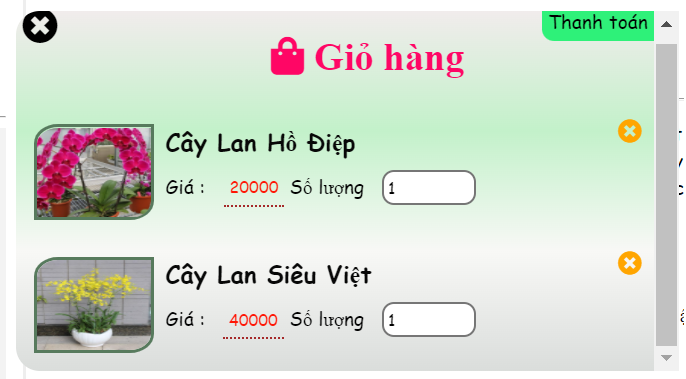 Thanh toán
Giỏ hàng
Cây Lan Hồ Điệp
Giá : 20000 Số lượng 1
Cây Lan Siêu Việt
Giá : 40000 Số lượng 1